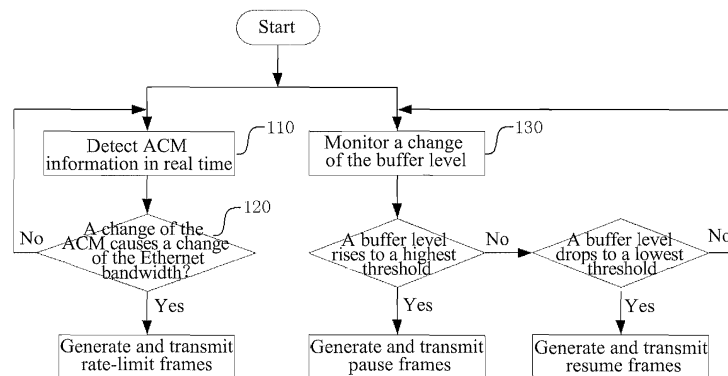 Start
Detect ACM
information in real time
110
Monitor a change
of the buffer level
130
A change of the
ACM causes a change
of the Ethernet
bandwidth?
120
No
Yes
A buffer level
rises to a highest
threshold
No
Yes
A buffer level
drops to a lowest
threshold
No
Yes
Generate and transmit
rate-limit frames
Generate and transmit
pause frames
Generate and transmit
resume frames